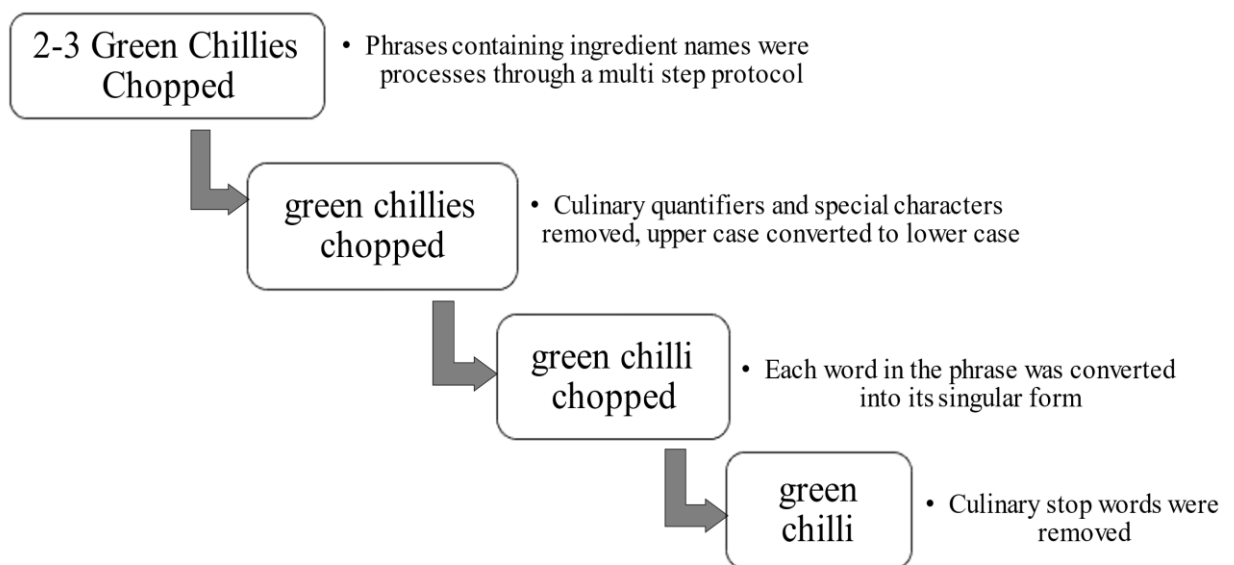 2-3 Green Chillies
Chopped
• Phrases containing ingredient names were
processes through a multi step protocol
green chillies
chopped
• Culinary quantifiers and special characters
removed, upper case converted to lower case
green chilli
chopped
• Each word in the phrase was converted
into its singular form
green
chilli
• Culinary stop words were
removed